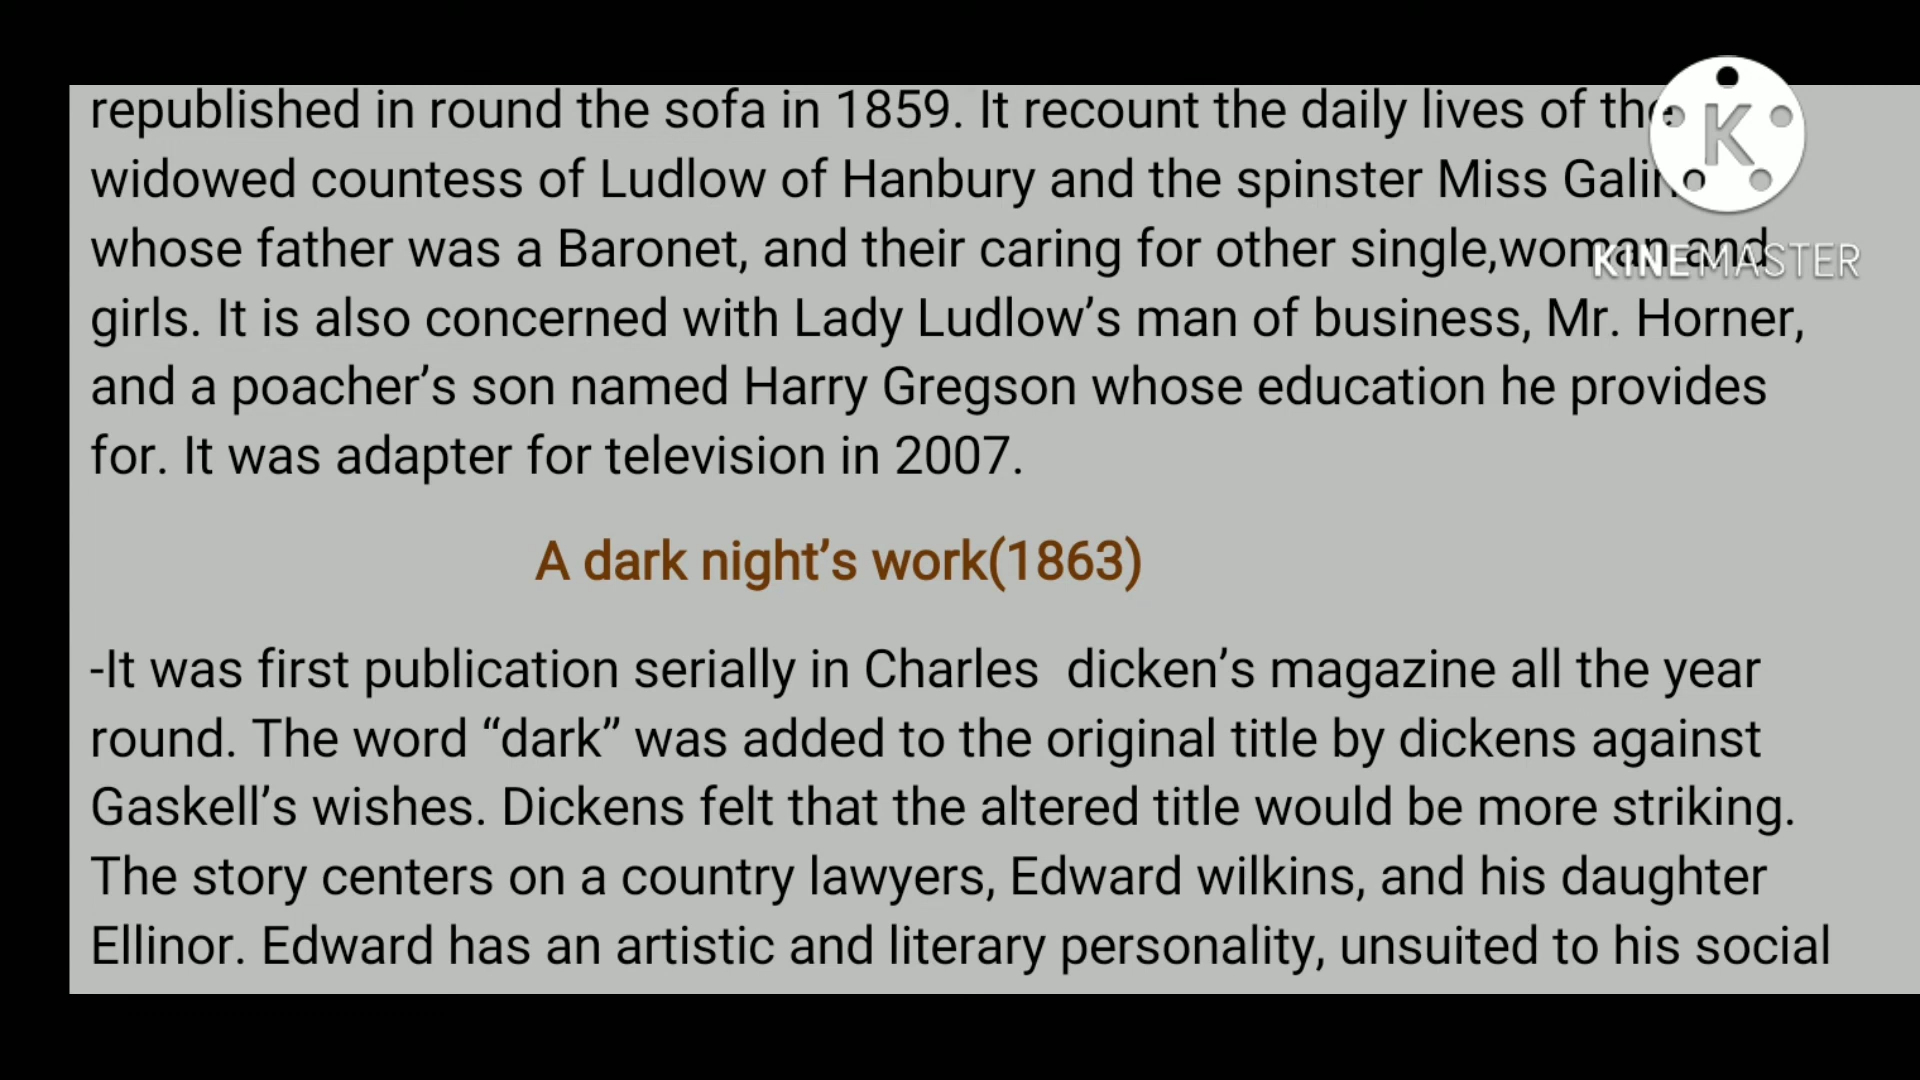 republished in round the sofa in 1859. It recount the daily lives of the
widowed countess of Ludlow of Hanbury and the spinster Miss
whose father was a Baronet, and their caring for other single,woman and
girls. It is also concerned with Lady Ludlow’s man of business, Mr. Horner,
and a poacher’s son named Harry Gregson whose education he provides
for. It was adapter for television in 2007.
A dark night’s work(1863)
-It was first publication serially in Charles  dicken’s magazine all the year
round. The word “dark” was added to the original title by dickens against
Gaskell’s wishes. Dickens felt that the altered title would be more striking.
The story centers on a country lawyers, Edward wilkins, and his daughter
Ellinor. Edward has an artistic and literary personality, unsuited to his social
K
KINEMASTER